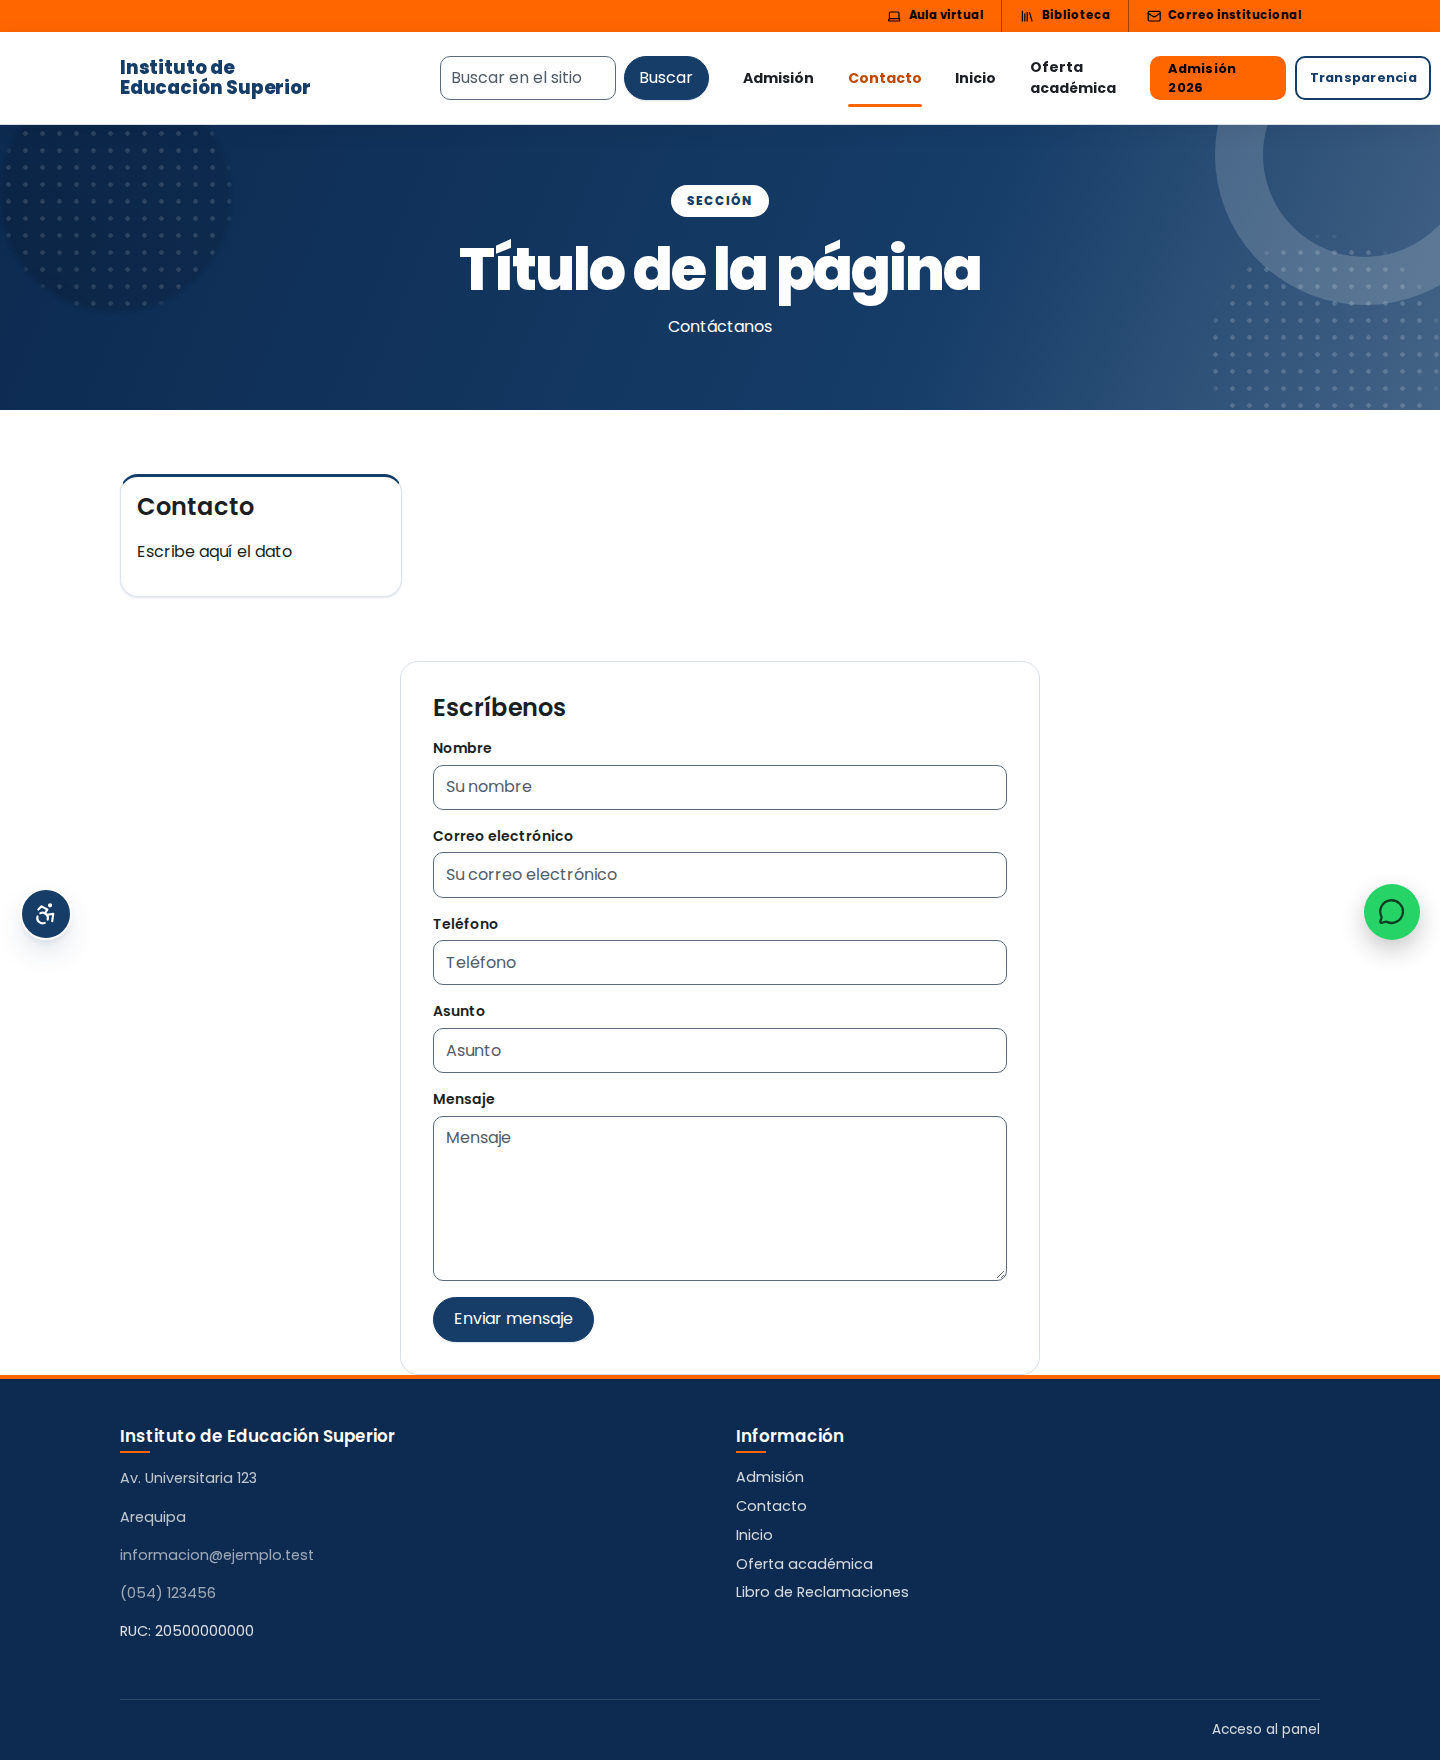 Aula virtual
Biblioteca
Correo institucional
Instituto de
Educación Superior
Buscar en el sitio
Buscar
Admisión
Contacto
Inicio
Oferta
académica
Admisión
2026
Transparencia
SECCIÓN
Título de la página
Contáctanos
Contacto
Escribe aquí el dato
Escríbenos
Nombre
Su nombre
Correo electrónico
Su correo electrónico
Teléfono
Teléfono
Asunto
Asunto
Mensaje
Mensaje
Enviar mensaje
Instituto de Educación Superior
Av. Universitaria 123
Arequipa
informacion@ejemplo.test
(054) 123456
RUC: 20500000000
Información
Admisión
Contacto
Inicio
Oferta académica
Libro de Reclamaciones
Acceso al panel